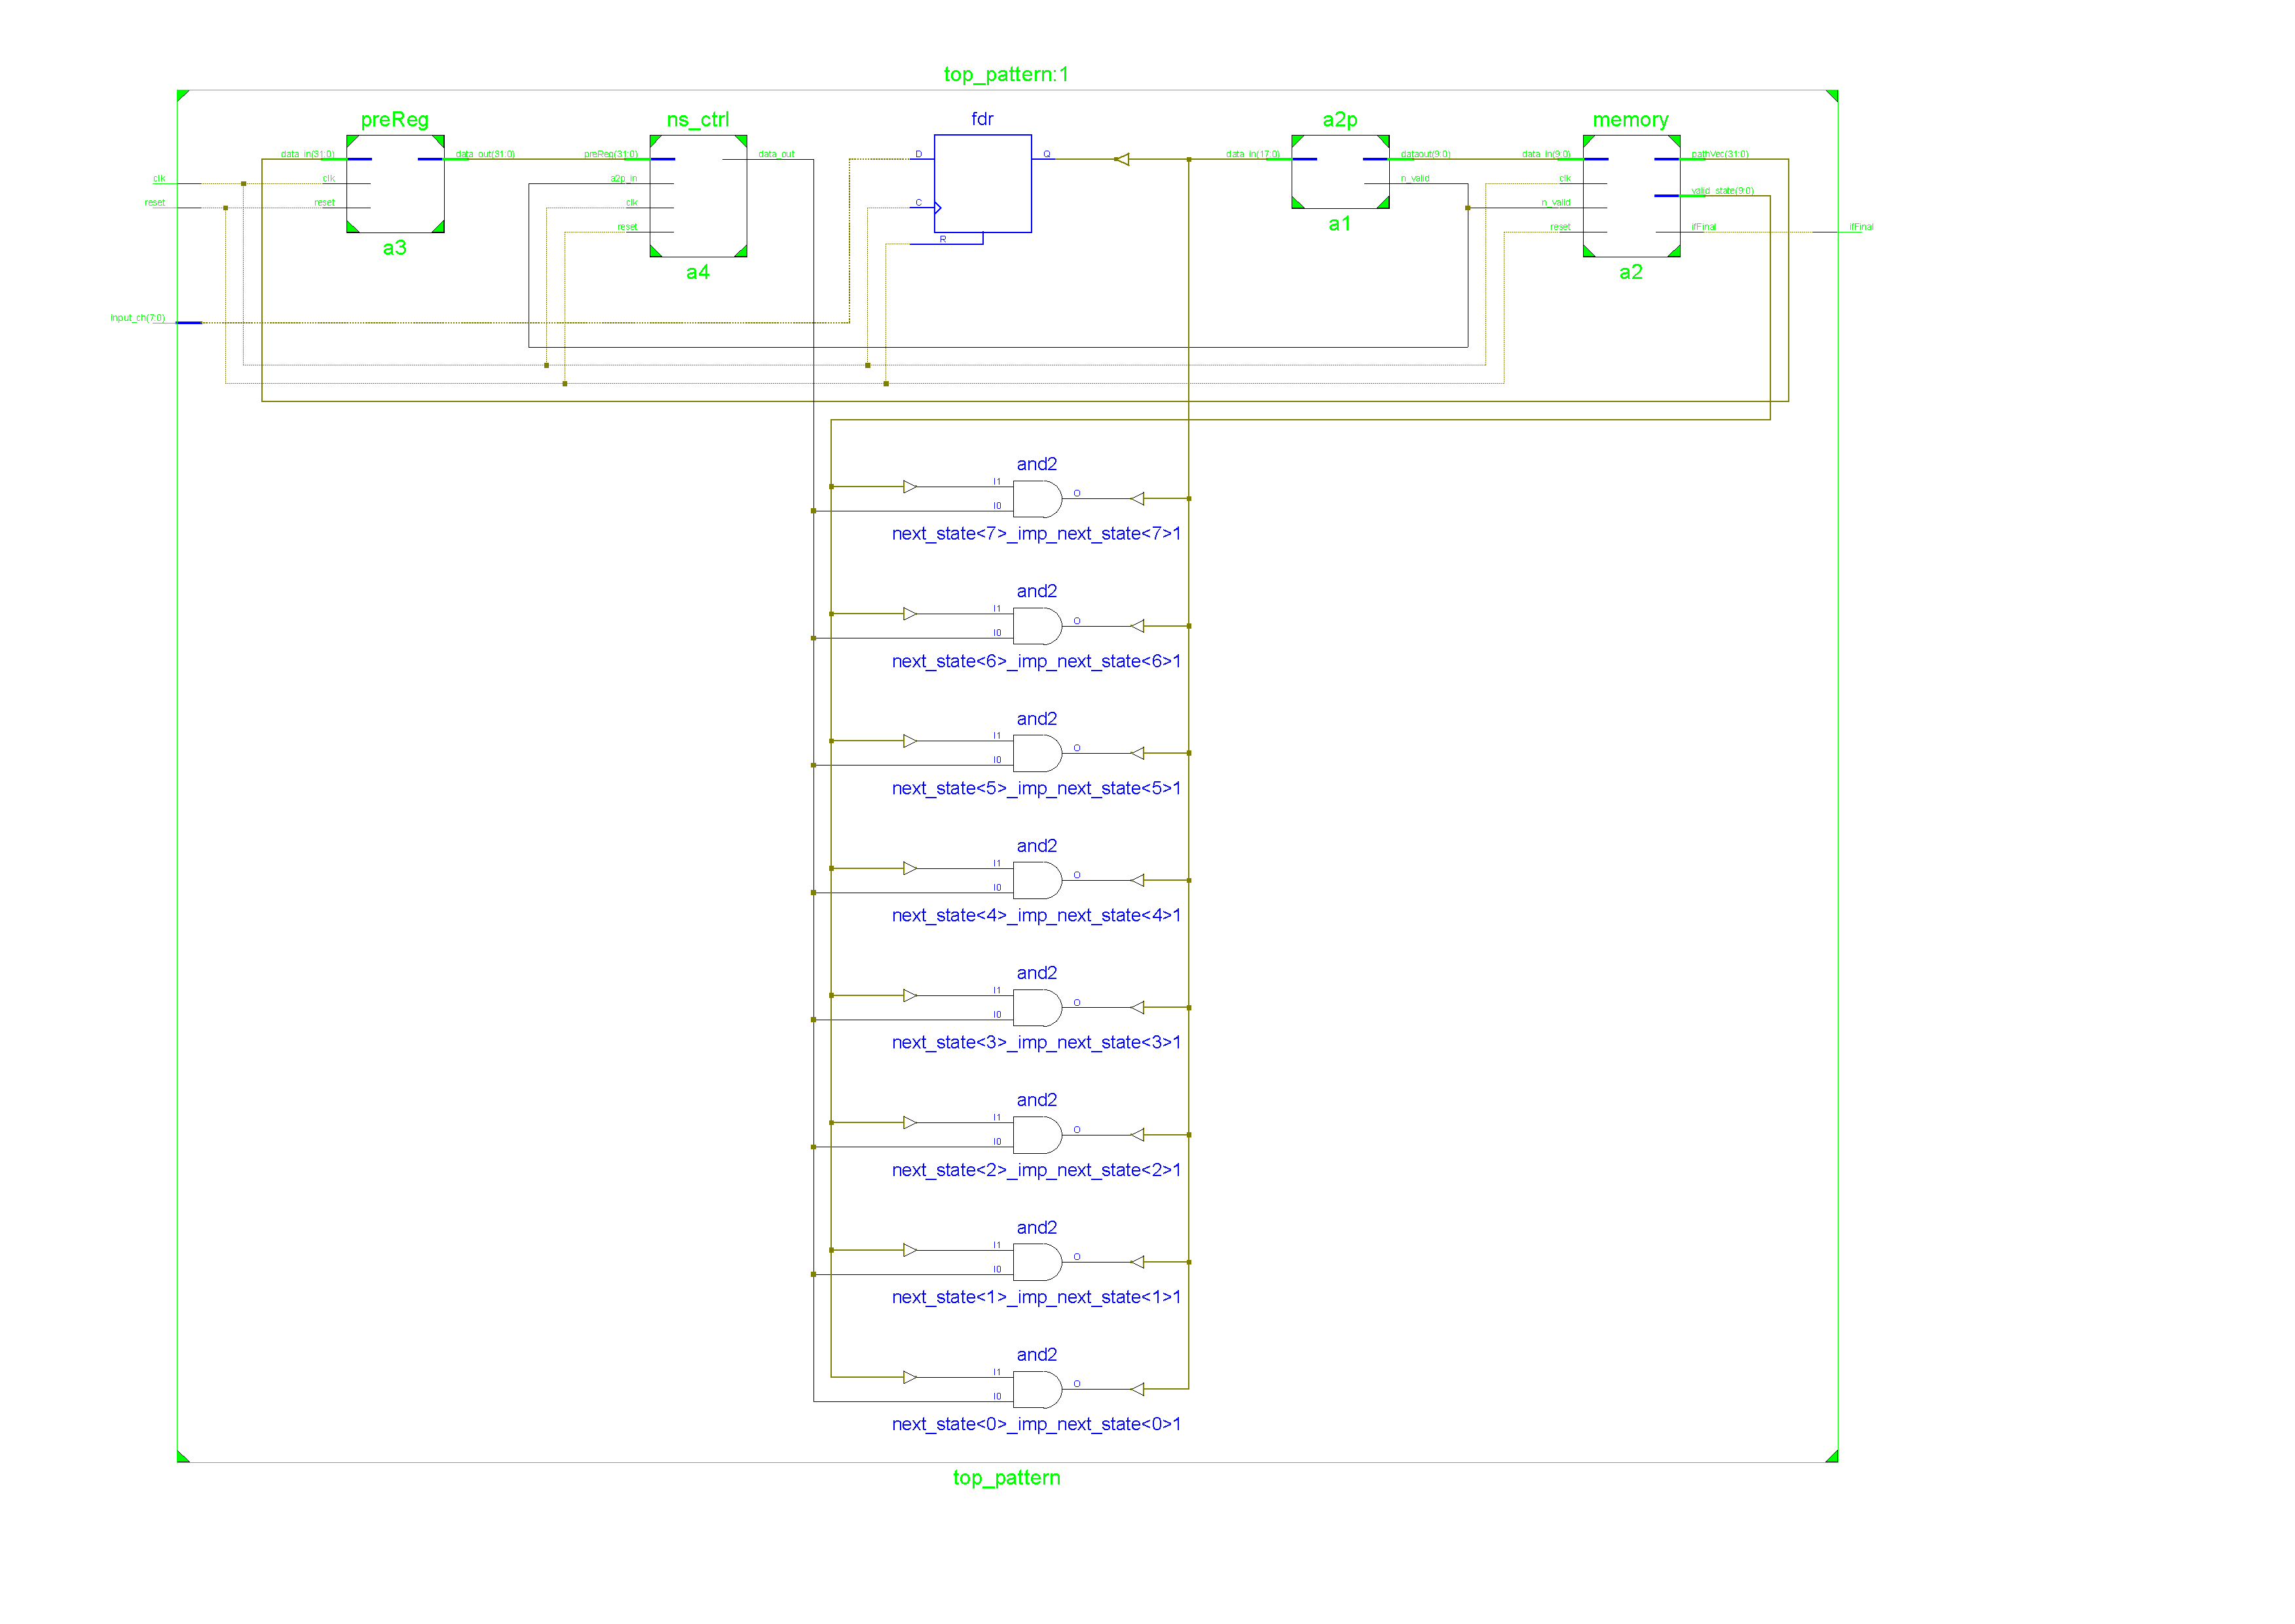 top_pattern:1
preReg
ns_ctrl
fdr
a2p
memory
data_in(31:0)
data_out(31:0)
clk
reset
a3
preReg(31:0)
data_out
a2p_in
clk
reset
a4
D
Q
C
R
data_in(17:0)
dataout(9:0)
n_valid
a1
data_in(9:0)
pathVec(31:0)
clk
valid_state(9:0)
n_valid
reset
ifFinal
a2
clk
reset
input_ch(7:0)
ifFinal
and2
I1
I0
O
next_state<7>_imp_next_state<7>1
and2
I1
I0
O
next_state<6>_imp_next_state<6>1
and2
I1
I0
O
next_state<5>_imp_next_state<5>1
and2
I1
I0
O
next_state<4>_imp_next_state<4>1
and2
I1
I0
O
next_state<3>_imp_next_state<3>1
and2
I1
I0
O
next_state<2>_imp_next_state<2>1
and2
I1
I0
O
next_state<1>_imp_next_state<1>1
and2
I1
I0
O
next_state<0>_imp_next_state<0>1
top_pattern